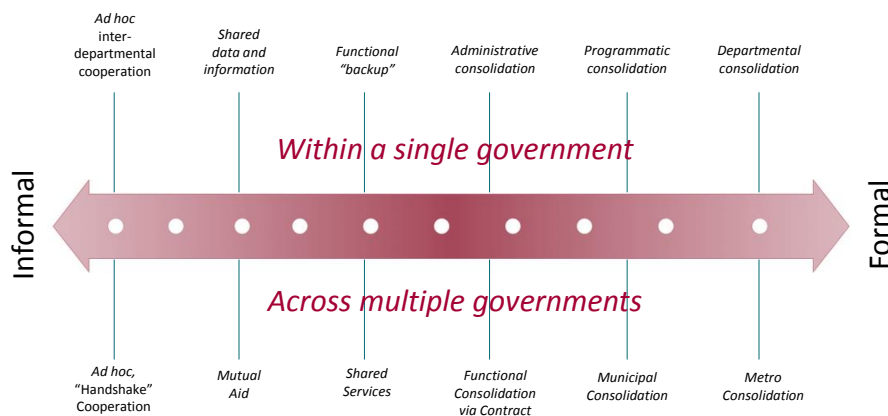 Ad hoc
inter-
departmental
cooperation
Shared
data and
information
Functional
“backup”
Administrative
consolidation
Programmatic
consolidation
Departmental
consolidation
Within a single government
Informal
Formal
Across multiple governments
Ad hoc,
“Handshake”
Cooperation
Mutual
Aid
Shared
Services
Functional
Consolidation
via Contract
Municipal
Consolidation
Metro
Consolidation